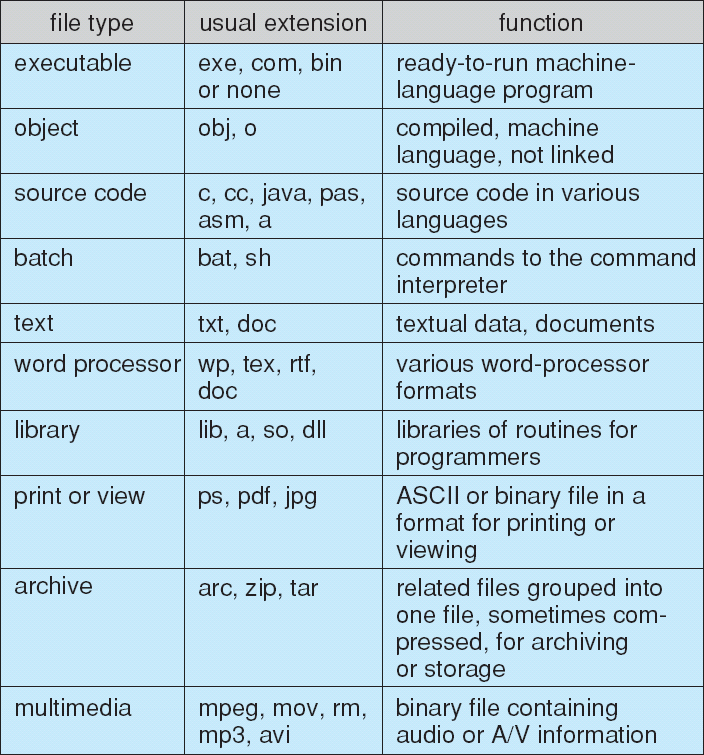 file type usual extension function
executable exe, com, bin ready-to-run machine-
or none language program
object obj, o compiled, machine
language, not linked
source code c, cc, java, pas, source code in various
asm, a languages
batch bat, sh commands to the command
interpreter
text txt, doc textual data, documents
word processor wp, tex, rtf, various word-processor
doc formats
library lib, a, so, dll libraries of routines for
programmers
print or view ps, pdf, jpg ASCII or binary file in a
format for printing or
viewing
archive arc, zip, tar related files grouped into
one file, sometimes com-
pressed, for archiving
or storage
multimedia mpeg, mov, rm, binary file containing
mp3, avi audio or A/V information